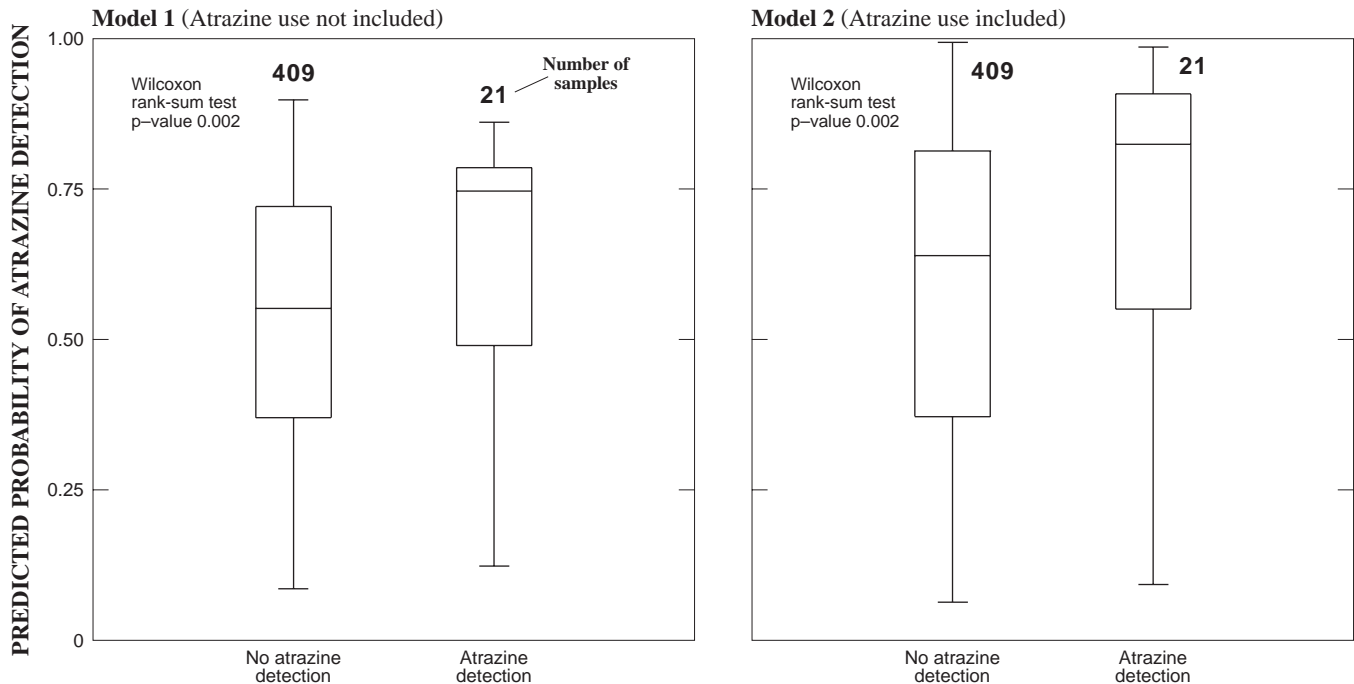 PREDICTED PROBABILITY OF ATRAZINE DETECTION
Model 1 (Atrazine use not included)
1.00
0.75
0.50
0.25
0
Wilcoxon
rank-sum test
p–value 0.002
409
21
Number of
samples
No atrazine
detection
Atrazine
detection
Model 2 (Atrazine use included)
Wilcoxon
rank-sum test
p–value 0.002
409
21
No atrazine
detection
Atrazine
detection